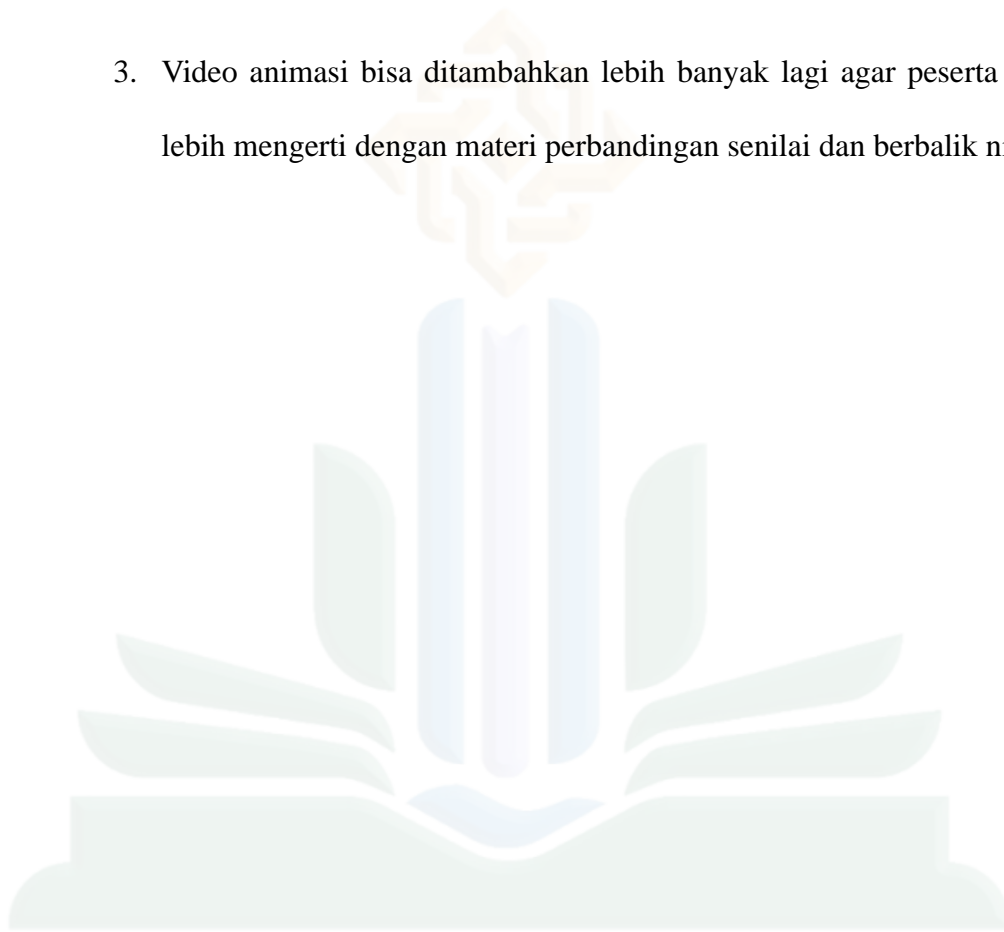 3. Video animasi bisa ditambahkan lebih banyak lagi agar peserta
lebih mengerti dengan materi perbandingan senilai dan berbalik